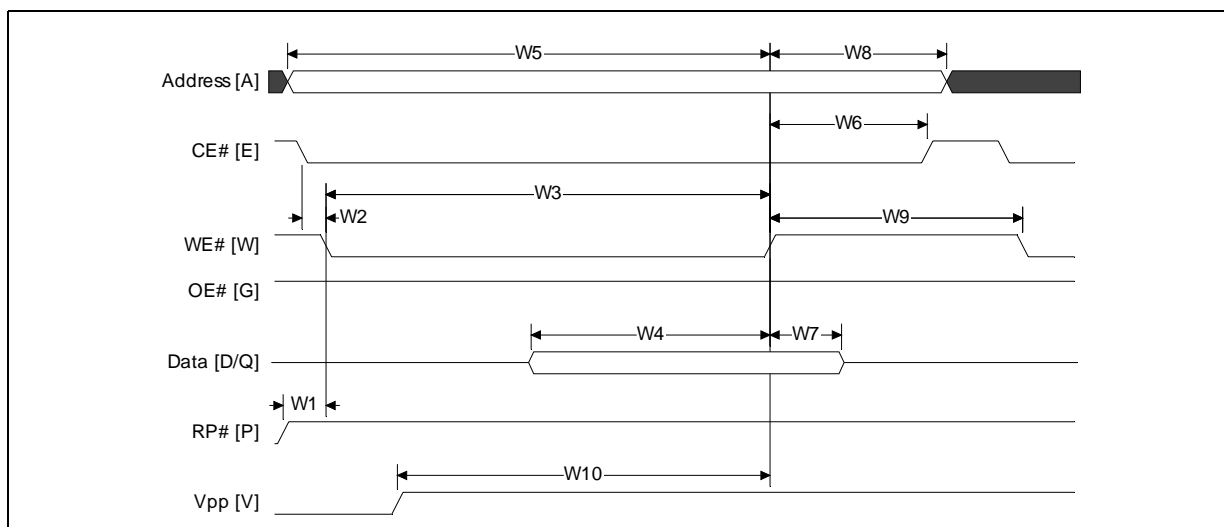 W5
W8
Address [A]
W6
CE# [E]
W3
W2
W9
WE# [W]
OE# [G]
W4
W7
Data [D/Q]
W1
RP# [P]
W10
Vpp [V]